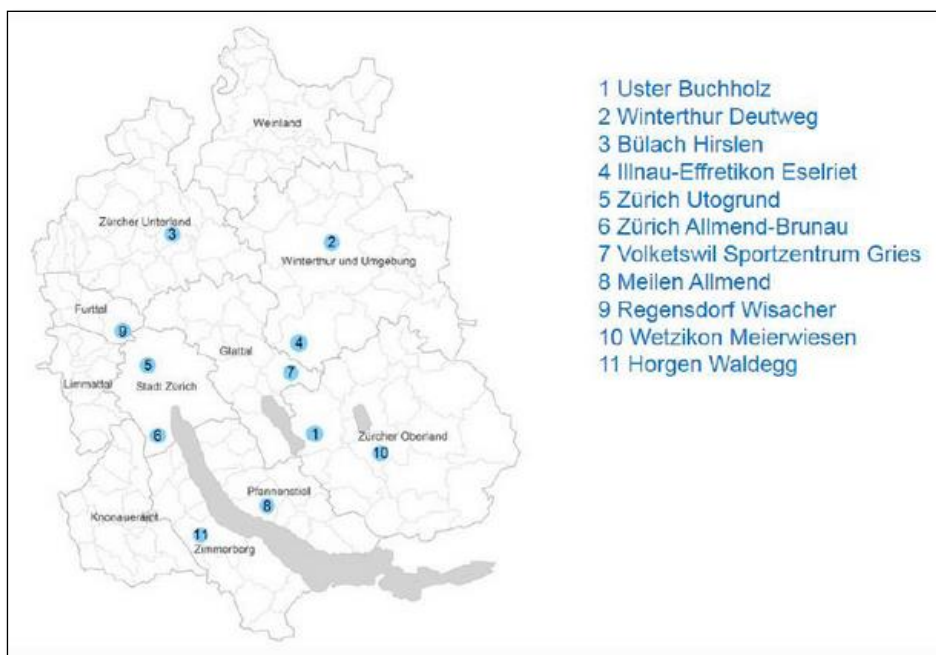 Weinland
Zürcher Unterland
3
2
Winterthur und Umgebung
Furttal
9
4
Glattal
5
7
Limmattal
Stadt Zürich
6
1
Zürcher Oberland
10
Pfannenstiel
8
Knonaueramt
11
Zimmerberg
1 Uster Buchholz
2 Winterthur Deutweg
3 Bülach Hirslen
4 Illnau-Effretikon Eselriet
5 Zürich Utogrund
6 Zürich Allmend-Brunau
7 Volketswil Sportzentrum Gries
8 Meilen Allmend
9 Regensdorf Wisacher
10 Wetzikon Meierwiesen
11 Horgen Waldegg